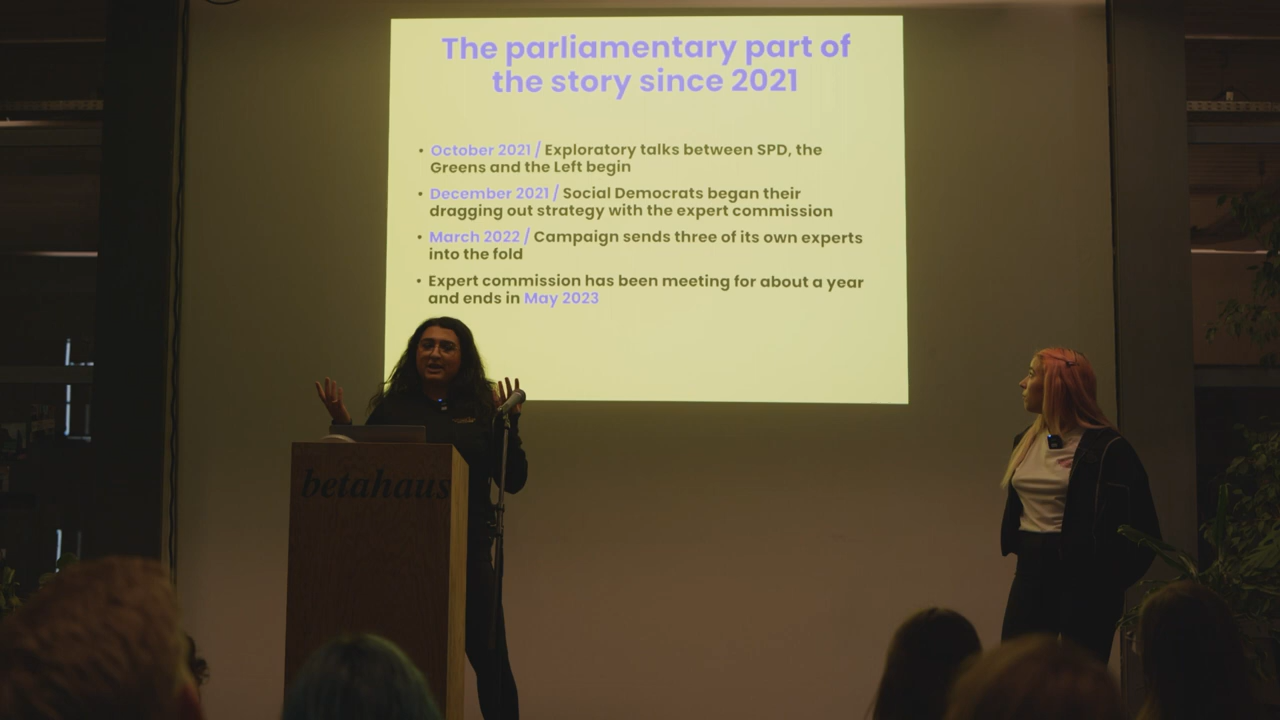 The parliamentary part of
the story since 2021
• October 2021 / Exploratory talks between SPD, the
Greens and the Left begin
• December 2021 / Social Democrats began their
dragging out strategy with the expert commission
• March 2022 / Campaign sends three of its own experts
into the fold
• Expert commission has been meeting for about a year
and ends in May 2023
betahaus